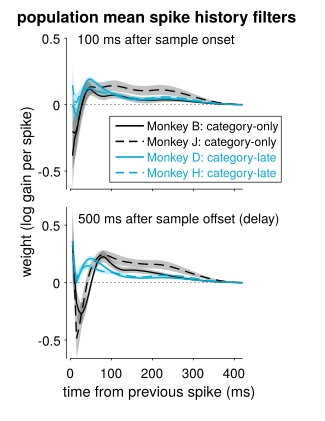 population mean spike history filters
100 ms after sample onset
0.5
0
-0.5
Monkey B: category-only
Monkey J: category-only
Monkey D: category-late
Monkey H: category-late
weight (log gain per spike)
500 ms after sample offset (delay)
0.5
0
-0.5
0 100 200 300 400
time from previous spike (ms)